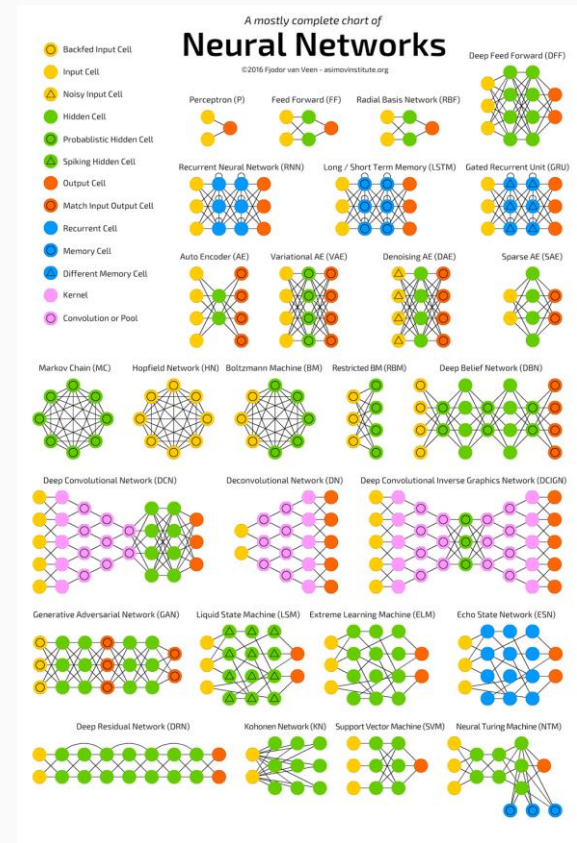 A mostly complete chart of
Neural Networks
©2016 Fjodor van Veen - asimovinstitute.org
Backfed Input Cell
Input Cell
Noisy Input Cell
Hidden Cell
Probablistic Hidden Cell
Spiking Hidden Cell
Output Cell
Match Input Output Cell
Recurrent Cell
Memory Cell
Different Memory Cell
Kernel
Convolution or Pool
Deep Feed Forward (DFF)
Perceptron (P)
Feed Forward (FF)
Radial Basis Network (RBF)
Recurrent Neural Network (RNN)
Long / Short Term Memory (LSTM)
Gated Recurrent Unit (GRU)
Auto Encoder (AE)
Variational AE (VAE)
Denoising AE (DAE)
Sparse AE (SAE)
Markov Chain (MC)
Hopfield Network (HN)
Boltzmann Machine (BM)
Restricted BM (RBM)
Deep Belief Network (DBN)
Deep Convolutional Network (DCN)
Deconvolutional Network (DN)
Deep Convolutional Inverse Graphics Network (DCIGN)
Generative Adversarial Network (GAN)
Liquid State Machine (LSM)
Extreme Learning Machine (ELM)
Echo State Network (ESN)
Deep Residual Network (DRN)
Kohonen Network (KN)
Support Vector Machine (SVM)
Neural Turing Machine (NTM)